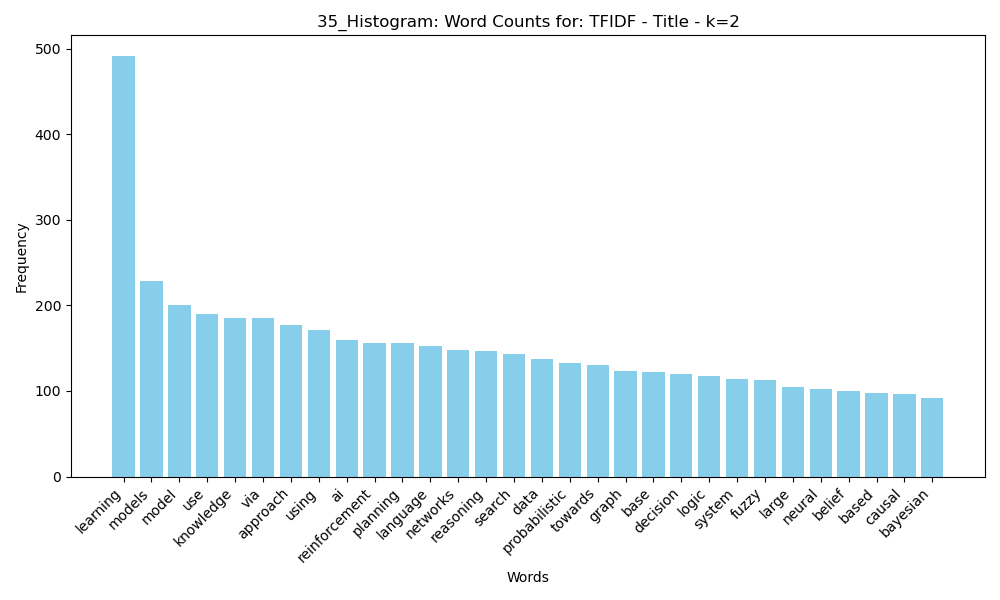 35_Histogram: Word Counts for: TFIDF - Title - k=2
Frequency
500
400
300
200
100
0
learning
models
model
use
knowledge
via
approach
using
ai
reinforcement
planning
language
networks
reasoning
search
data
probabilistic
towards
graph
base
decision
logic
system
fuzzy
large
neural
belief
based
causal
bayesian
Words